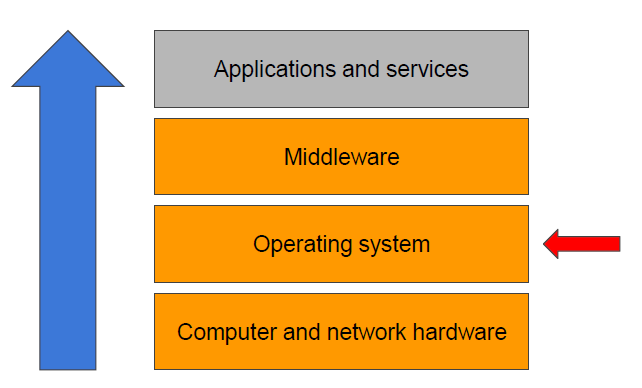 Applications and services
Middleware
Operating system
Computer and network hardware